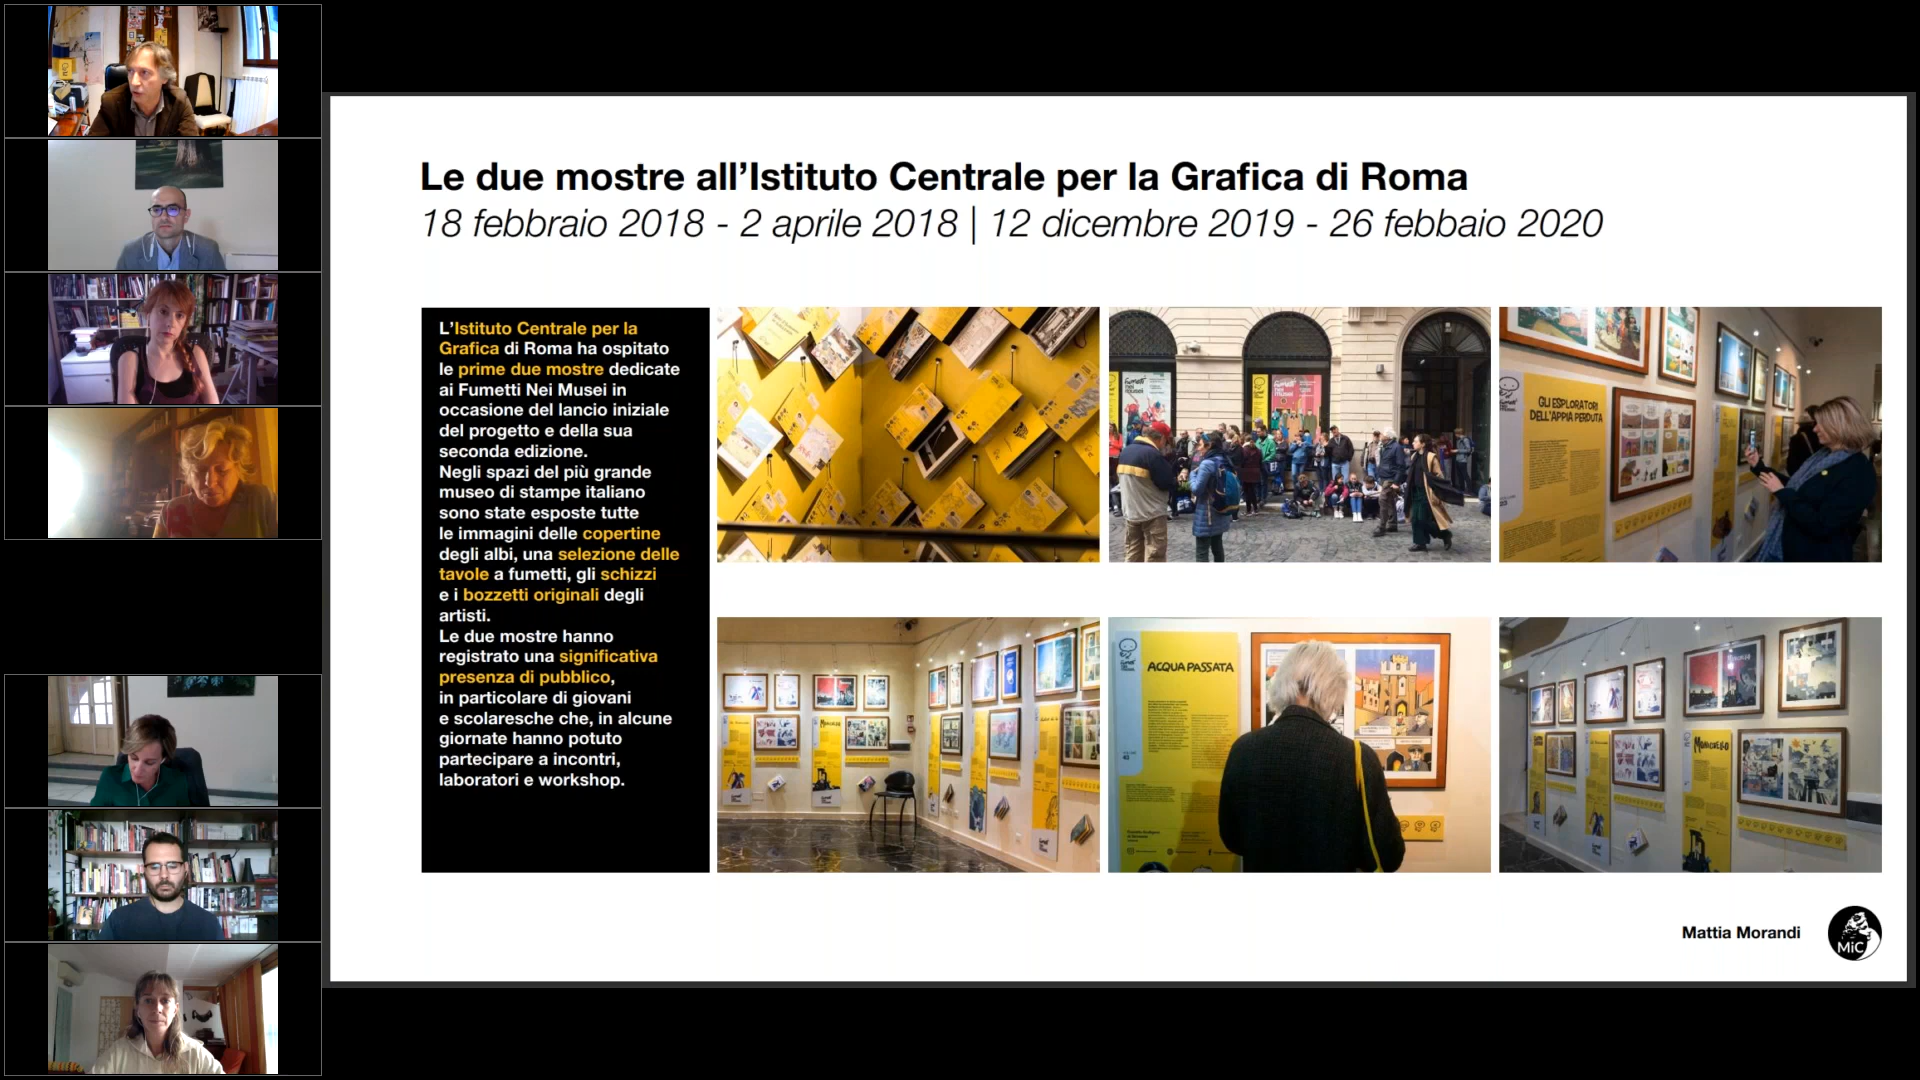 Le due mostre all’Istituto Centrale per la Grafica di Roma
18 febbraio 2018 - 2 aprile 2018 | 12 dicembre 2019 - 26 febbaio 2020
L’Istituto Centrale per la
Grafica di Roma ha ospitato
le prime due mostre dedicate
ai Fumetti Nei Musei in
occasione del lancio iniziale
del progetto e della sua
seconda edizione.
Negli spazi del più grande
museo di stampe italiano
sono state esposte tutte
le immagini delle copertine
degli albi, una selezione delle
tavole a fumetti, gli schizzi
e i bozzetti originali degli
artisti.
Le due mostre hanno
registrato una significativa
presenza di pubblico,
in particolare di giovani
e scolaresche che, in alcune
giornate hanno potuto
partecipare a incontri,
laboratori e workshop.
GLI ESPLORATORI
DELL'APPIA PERDUTA
ACQUA PASSATA
MONICIELLO
Mattia Morandi
MiC